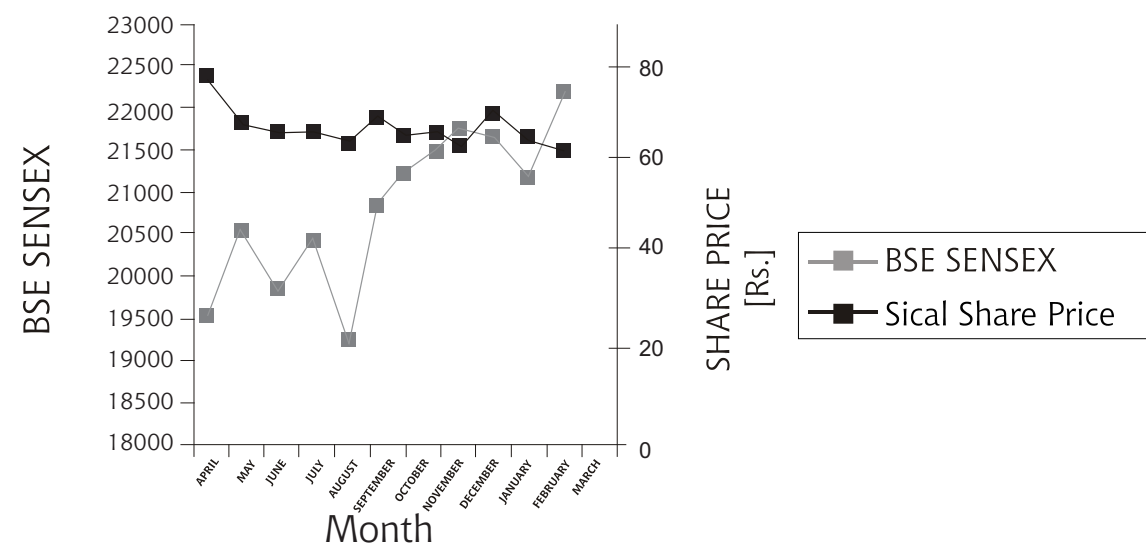 23000
22500
22000
21500
21000
20500
20000
19500
19000
18500
18000
BSE SENSEX
80
60
40
20
0
SHARE PRICE
[Rs.]
BSE SENSEX
Sical Share Price
APRIL
MAY
JUNE
JULY
AUGUST
SEPTEMBER
OCTOBER
NOVEMBER
DECEMBER
JANUARY
FEBRUARY
MARCH
Month